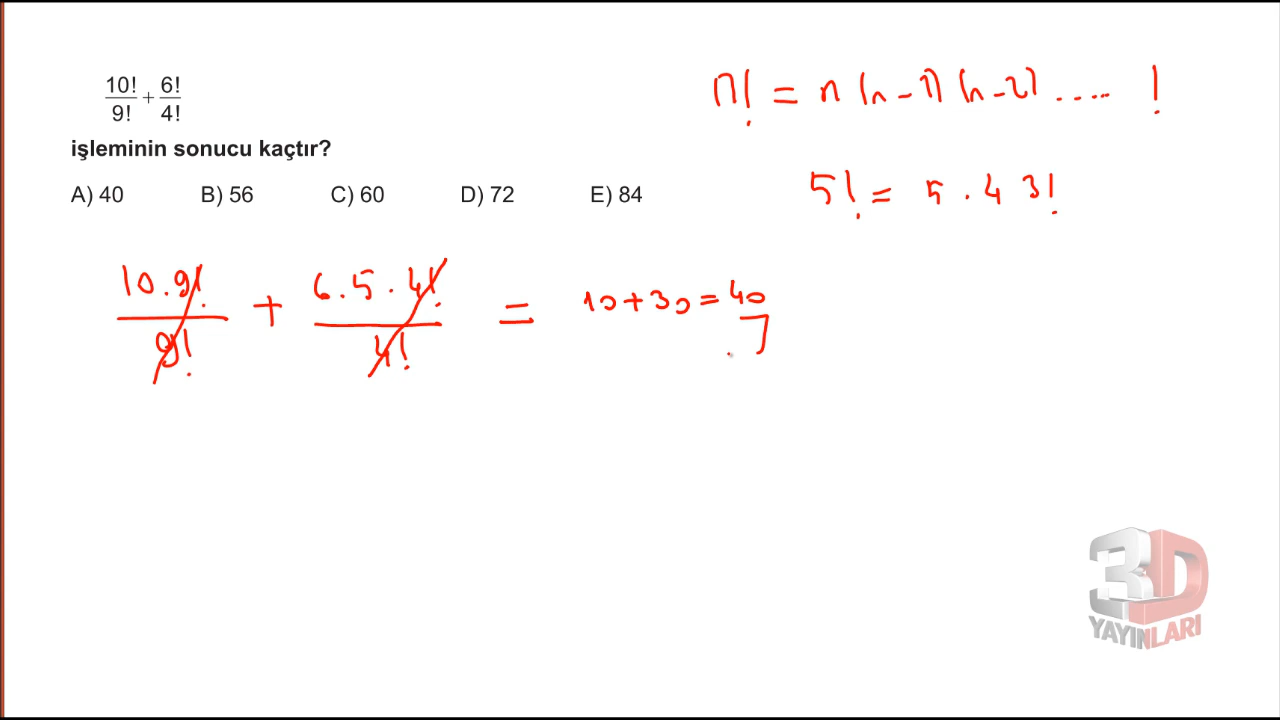 10!/9! + 6!/4!
işleminin sonucu kaçtır?
A) 40 B) 56 C) 60 D) 72 E) 84
n! = n (n-1) (n-2) ..... !
5! = 5 . 4 3!
10.9!/9! + 6.5.4!/4! = 10+30=40
3D
YAYINLARI